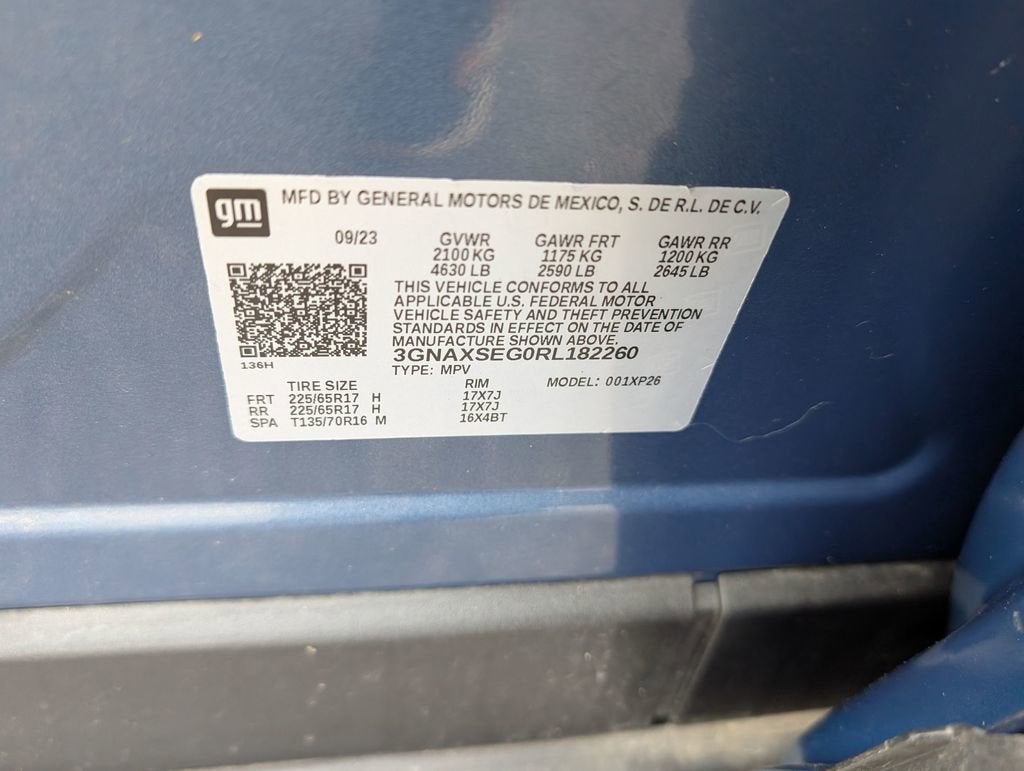 gm
MFD BY GENERAL MOTORS DE MEXICO, S. DE R.L. DE C.V.
09/23 GVWR GAWR FRT GAWR RR
2100 KG 1175 KG 1200 KG
4630 LB 2590 LB 2645 LB
THIS VEHICLE CONFORMS TO ALL
APPLICABLE U.S. FEDERAL MOTOR
VEHICLE SAFETY AND THEFT PREVENTION
STANDARDS IN EFFECT ON THE DATE OF
MANUFACTURE SHOWN ABOVE.
3GNAXSEG0RL182260
136H
TYPE: MPV
TIRE SIZE RIM MODEL: 001XP26
FRT 225/65R17 H 17X7J
RR 225/65R17 H 17X7J
SPA T135/70R16 M 16X4BT